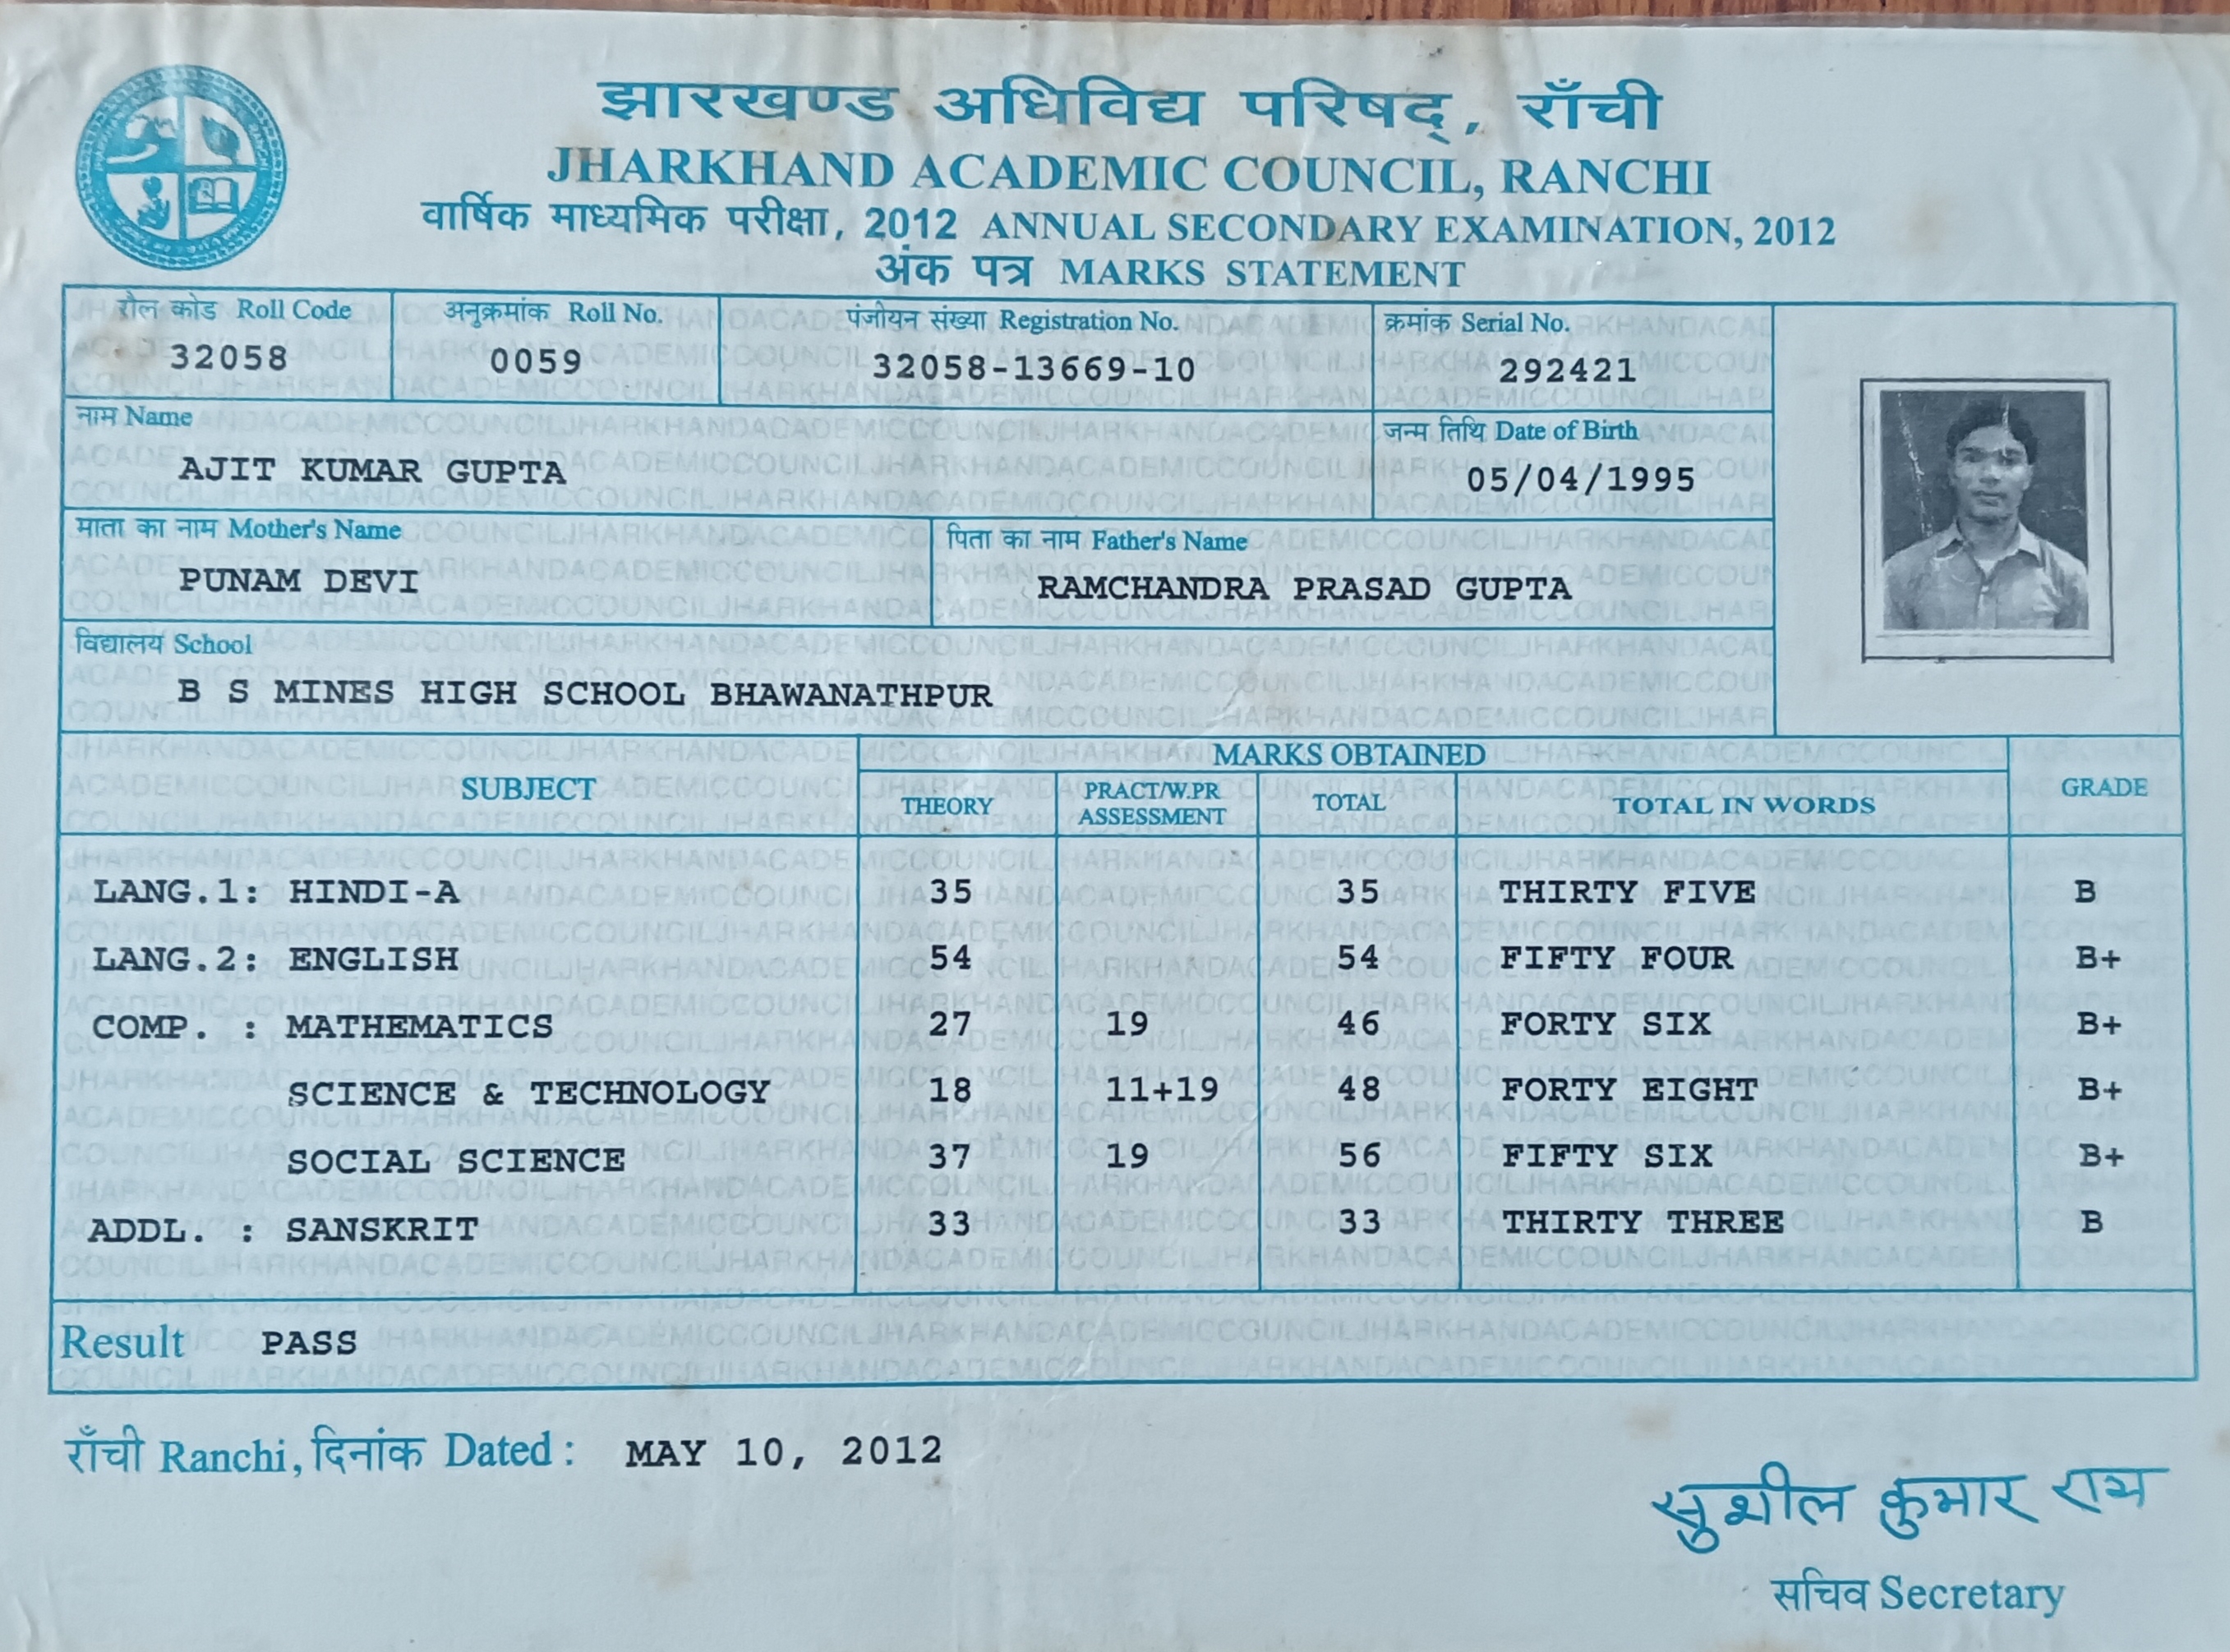 झारखण्ड अधिविद्य परिषद्, राँची
JHARKHAND ACADEMIC COUNCIL, RANCHI
वार्षिक माध्यमिक परीक्षा, 2012 ANNUAL SECONDARY EXAMINATION, 2012
अंक पत्र MARKS STATEMENT
रौल कोड Roll Code अनुक्रमांक Roll No. पंजीयन संख्या Registration No. क्रमांक Serial No.
32058 0059 32058-13669-10 292421
नाम Name जन्म तिथि Date of Birth
AJIT KUMAR GUPTA 05/04/1995
माता का नाम Mother's Name पिता का नाम Father's Name
PUNAM DEVI RAMCHANDRA PRASAD GUPTA
विद्यालय School
B S MINES HIGH SCHOOL BHAWANATHPUR
MARKS OBTAINED
SUBJECT THEORY PRACT/W.PR ASSESSMENT TOTAL TOTAL IN WORDS GRADE
LANG.1: HINDI-A 35 35 THIRTY FIVE B
LANG.2: ENGLISH 54 54 FIFTY FOUR B+
COMP. : MATHEMATICS 27 19 46 FORTY SIX B+
SCIENCE & TECHNOLOGY 18 11+19 48 FORTY EIGHT B+
SOCIAL SCIENCE 37 19 56 FIFTY SIX B+
ADDL. : SANSKRIT 33 33 THIRTY THREE B
Result PASS
राँची Ranchi, दिनांक Dated : MAY 10, 2012
सुशील कुमार राय
सचिव Secretary